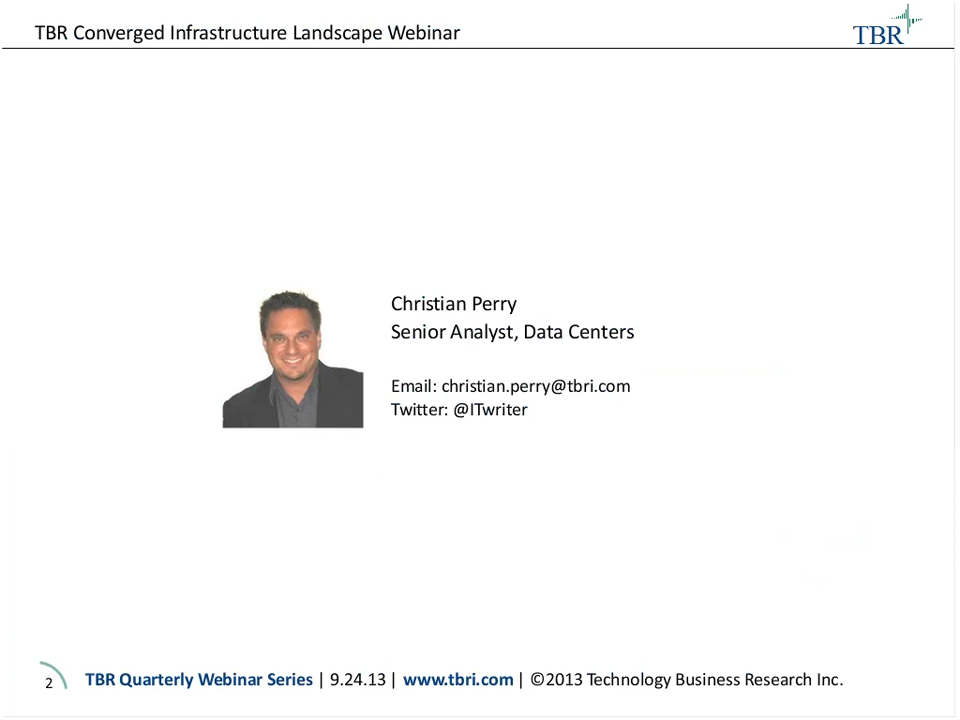 TBR Converged Infrastructure Landscape Webinar
TBR
Christian Perry
Senior Analyst, Data Centers
Email: christian.perry@tbri.com
Twitter: @ITwriter
2
TBR Quarterly Webinar Series | 9.24.13 | www.tbri.com | ©2013 Technology Business Research Inc.